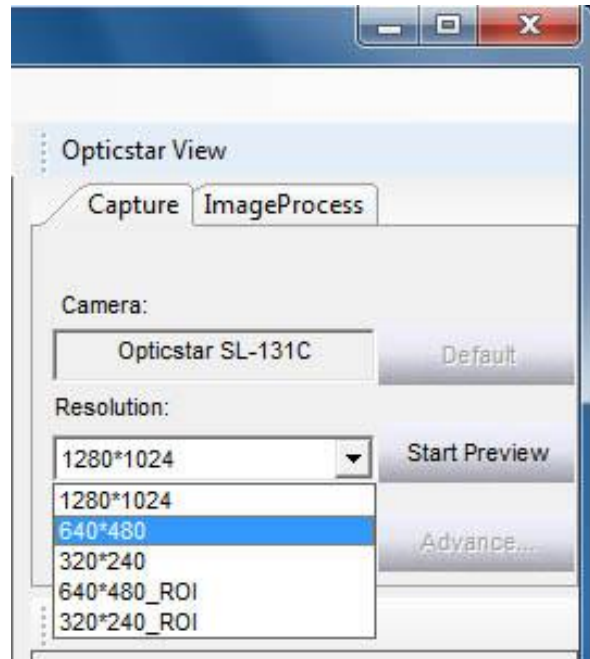 Opticstar View
Capture ImageProcess
Camera:
Opticstar SL-131C Default
Resolution:
1280*1024 Start Preview
1280*1024
640*480 Advance...
320*240
640*480_ROI
320*240_ROI